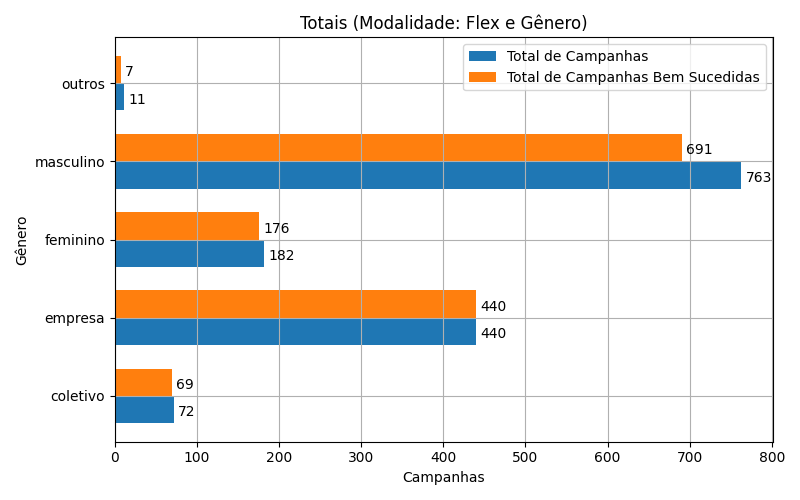 Totais (Modalidade: Flex e Gênero)
Total de Campanhas
Total de Campanhas Bem Sucedidas
Gênero
outros
7
11
masculino
691
763
feminino
176
182
empresa
440
440
coletivo
69
72
0 100 200 300 400 500 600 700 800
Campanhas